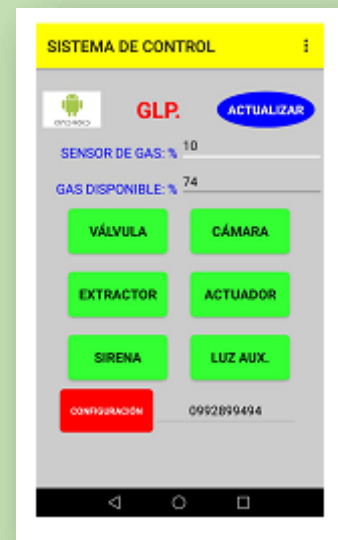 SISTEMA DE CONTROL
GLP.
ACTUALIZAR
SENSOR DE GAS: % 10
GAS DISPONIBLE: % 74
VÁLVULA
CÁMARA
EXTRACTOR
ACTUADOR
SIRENA
LUZ AUX.
CONFIGURACIÓN
0992899494